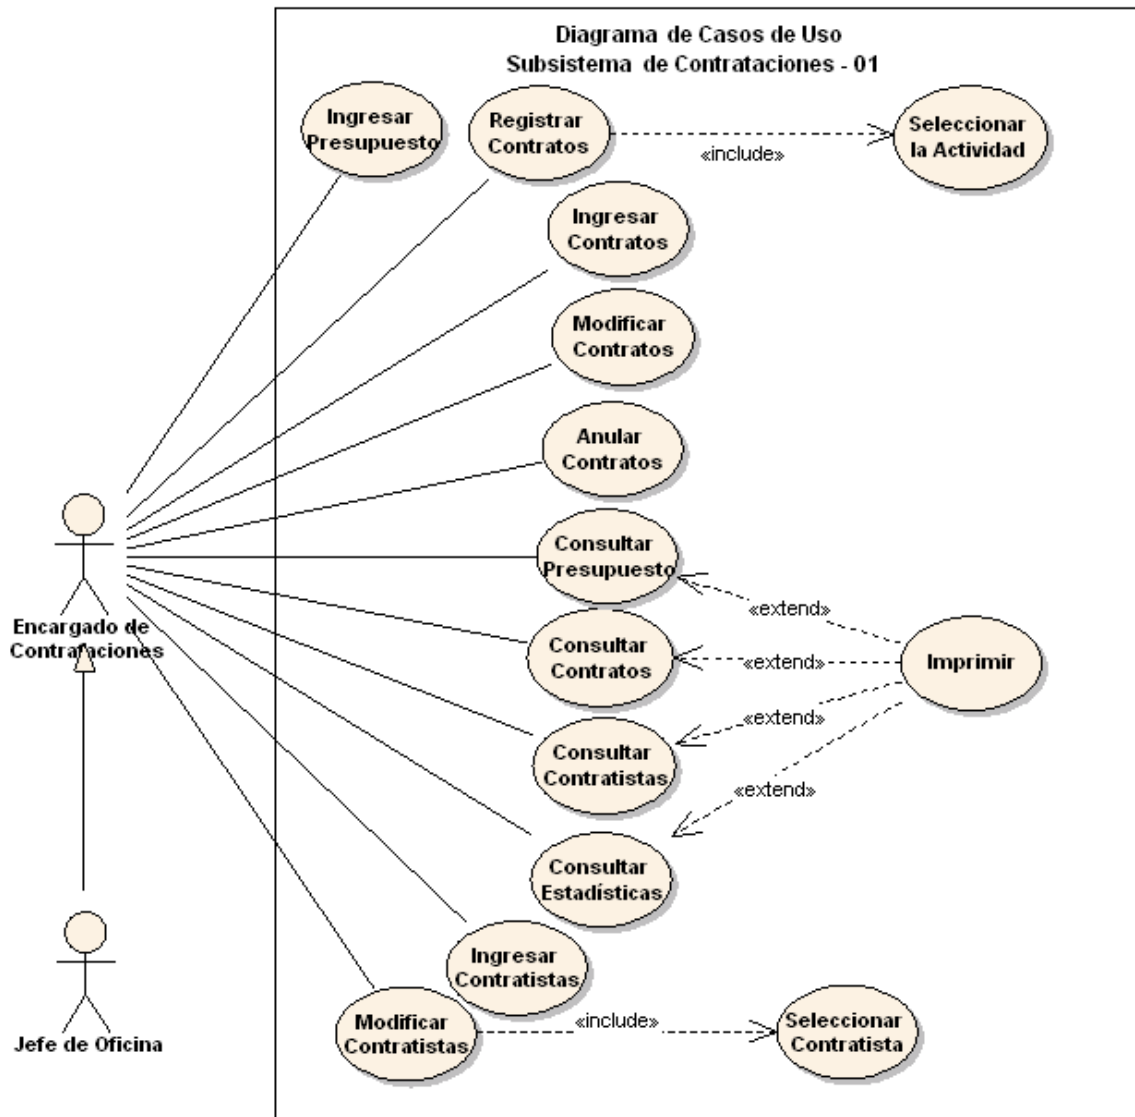 Diagrama de Casos de Uso
Subsistema de Contrataciones - 01
Ingresar
Presupuesto
Registrar
Contratos
«include»
Seleccionar
la Actividad
Ingresar
Contratos
Modificar
Contratos
Anular
Contratos
Consultar
Presupuesto
«extend»
Encargado de
Contrataciones
Consultar
Contratos
«extend»
Imprimir
«extend»
Consultar
Contratistas
«extend»
Consultar
Estadísticas
Ingresar
Contratistas
Jefe de Oficina
Modificar
Contratistas
«include»
Seleccionar
Contratista